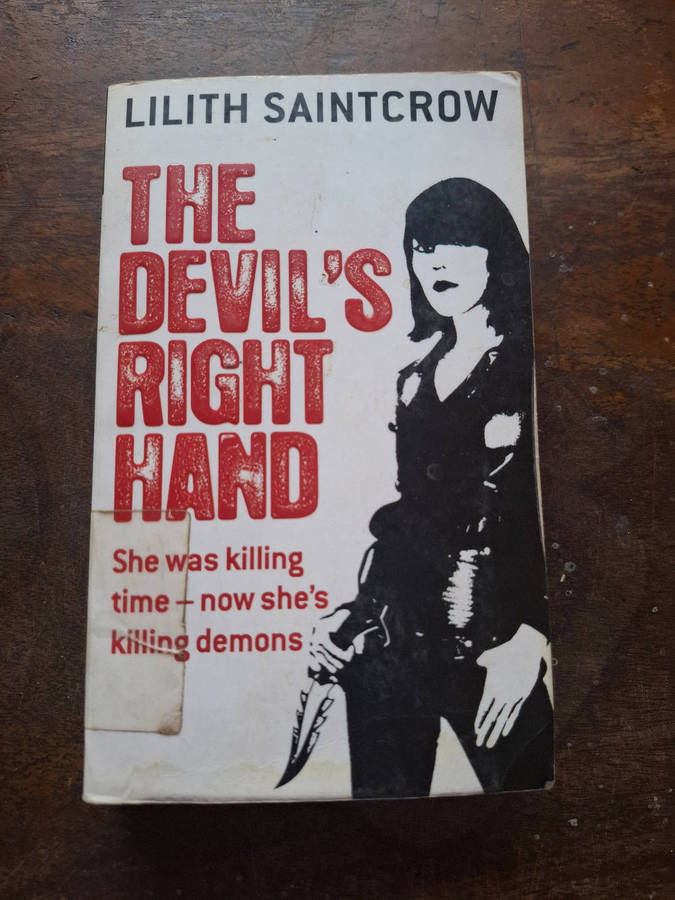 LILITH SAINTCROW
THE
DEVIL'S
RIGHT
HAND
She was killing
time – now she's
killing demons